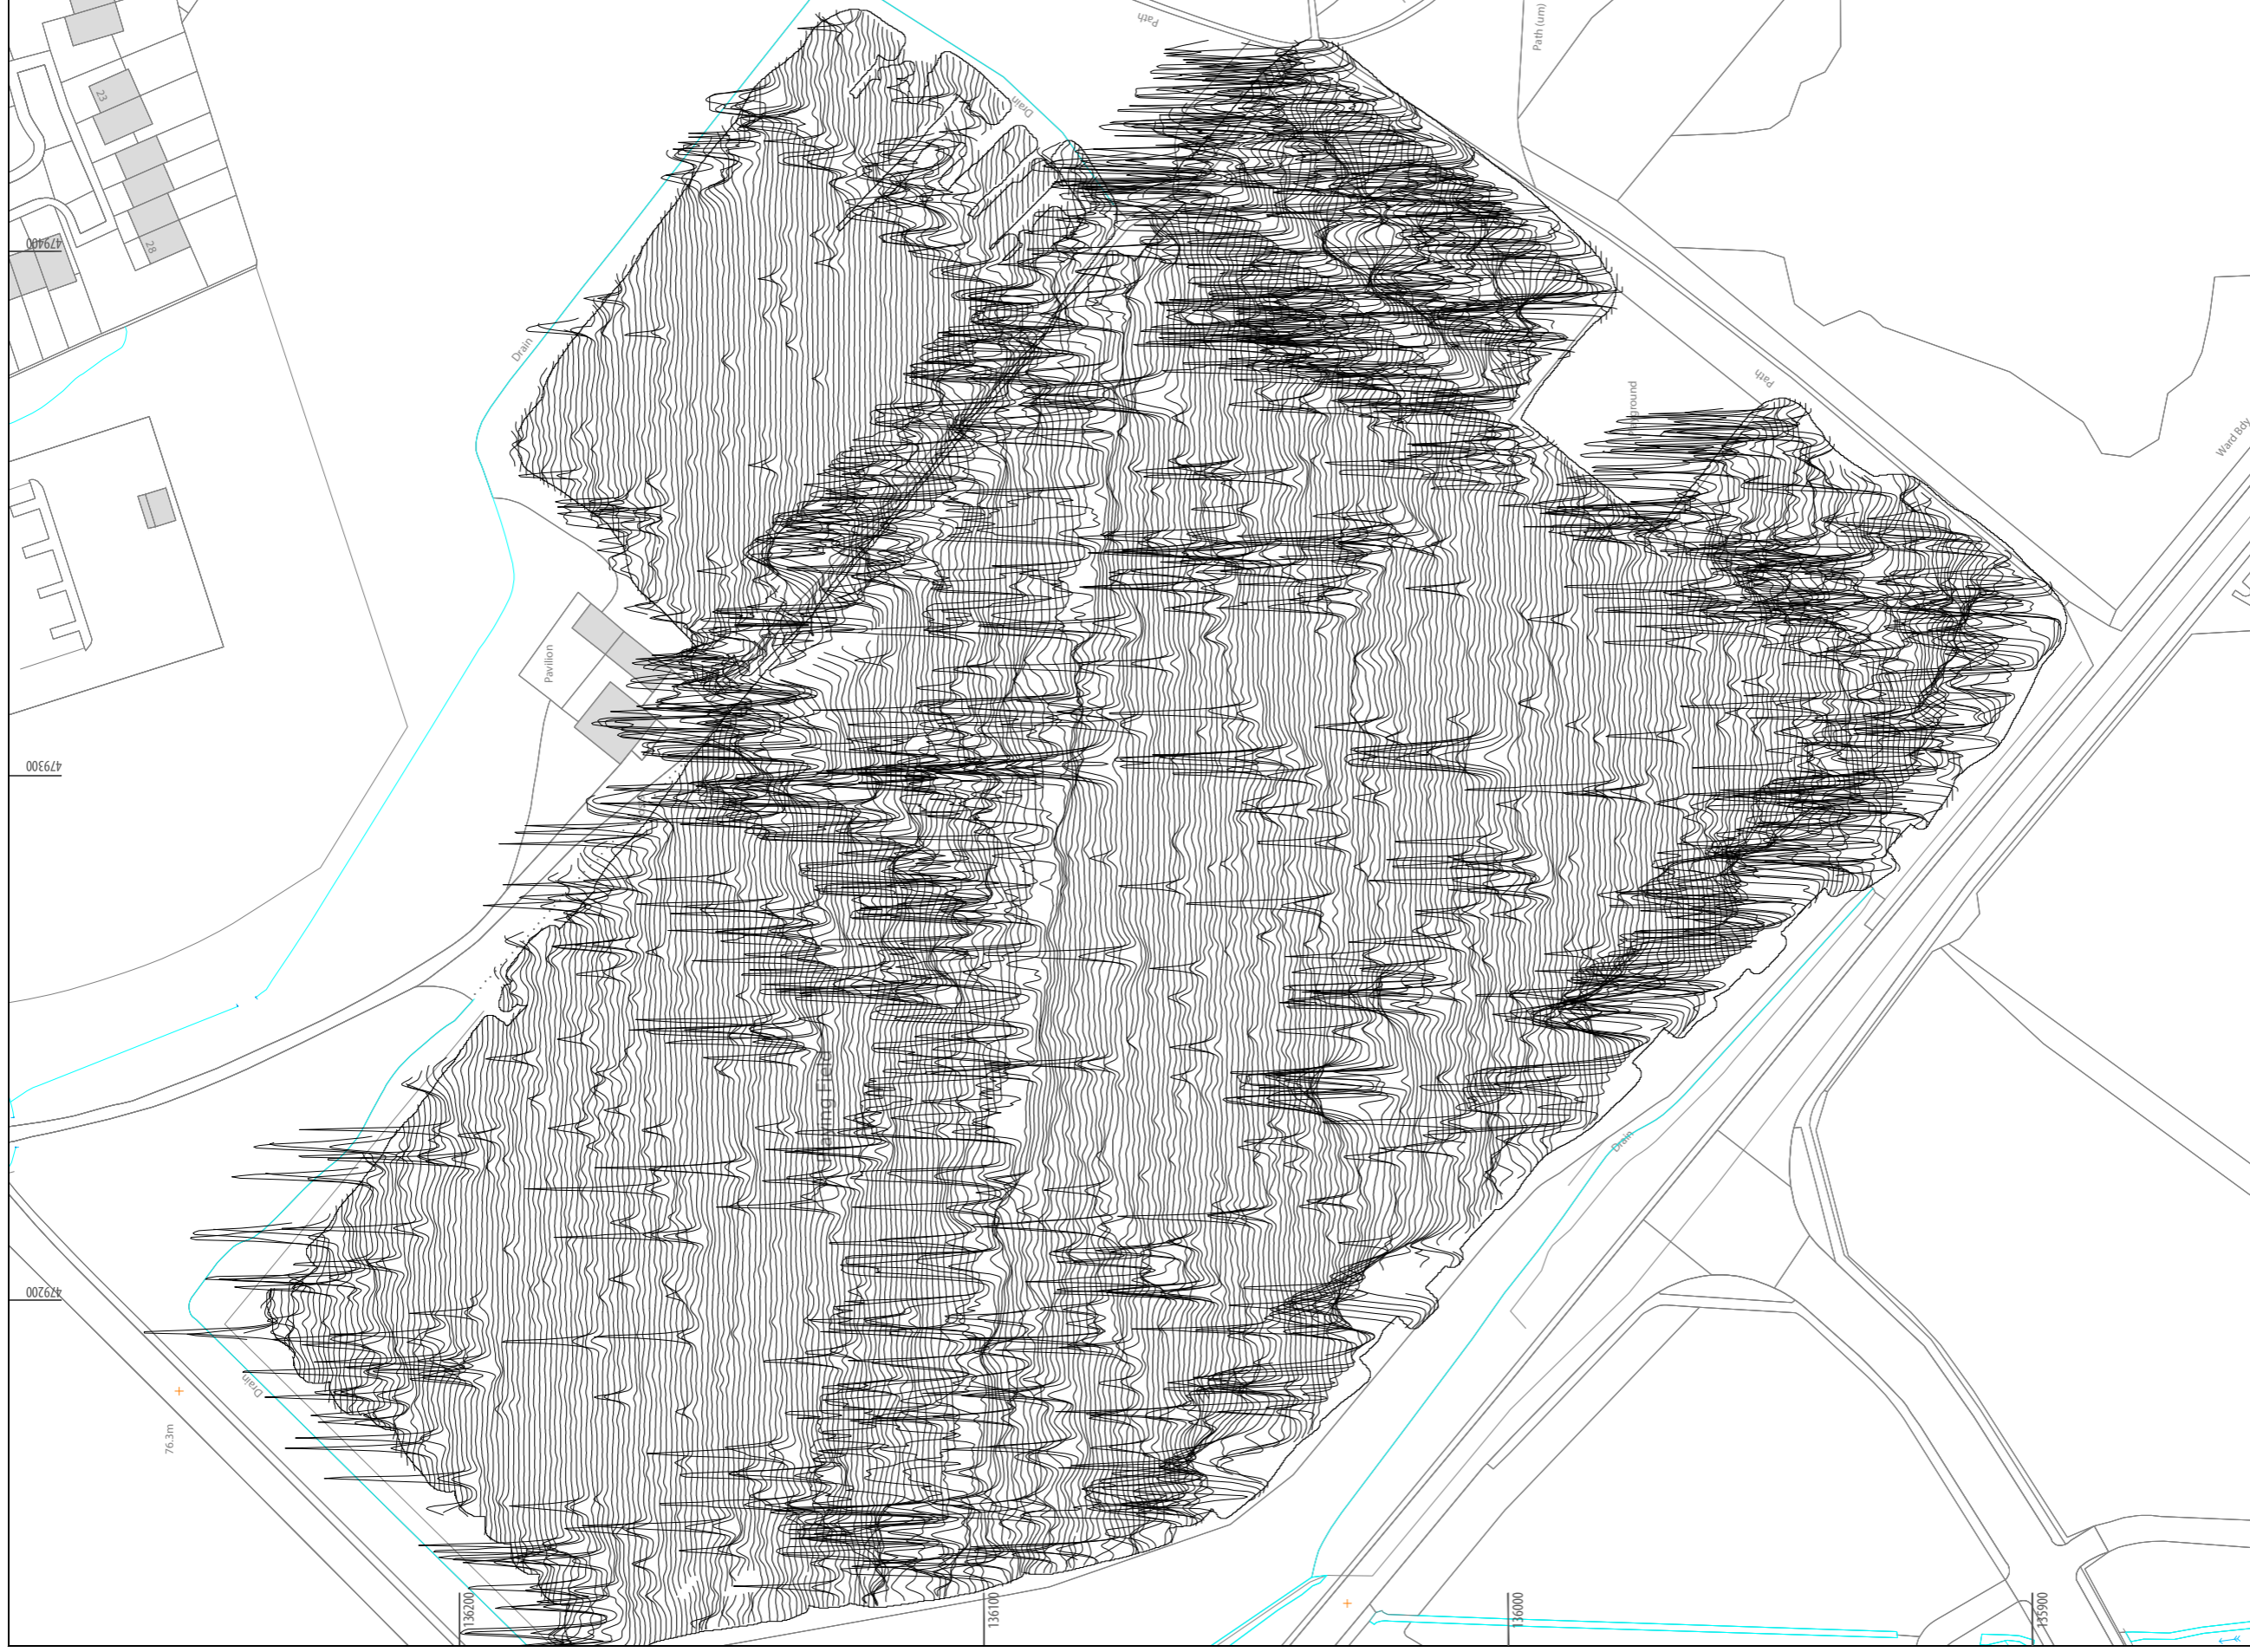 Path
Path (um)
23
Drain
28
479400
Drain
Path
Ward Bdy
Pavilion
479300
Drain
479200
Drain
76.3m
136200
136100
136000
135900